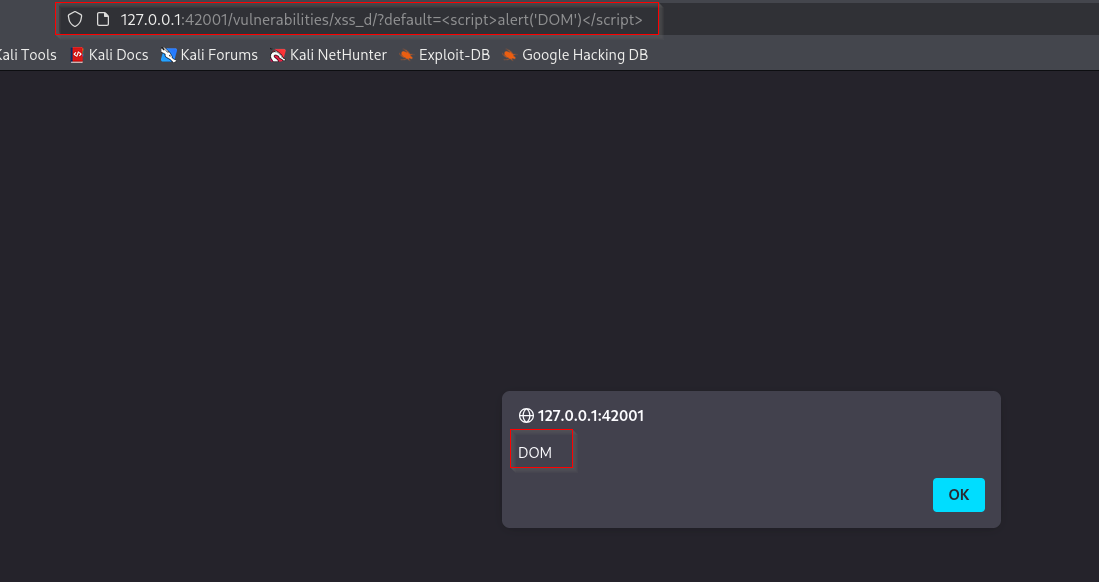 127.0.0.1:42001/vulnerabilities/xss_d/?default=<script>alert('DOM')</script>
Kali Tools Kali Docs Kali Forums Kali NetHunter Exploit-DB Google Hacking DB
127.0.0.1:42001
DOM
OK